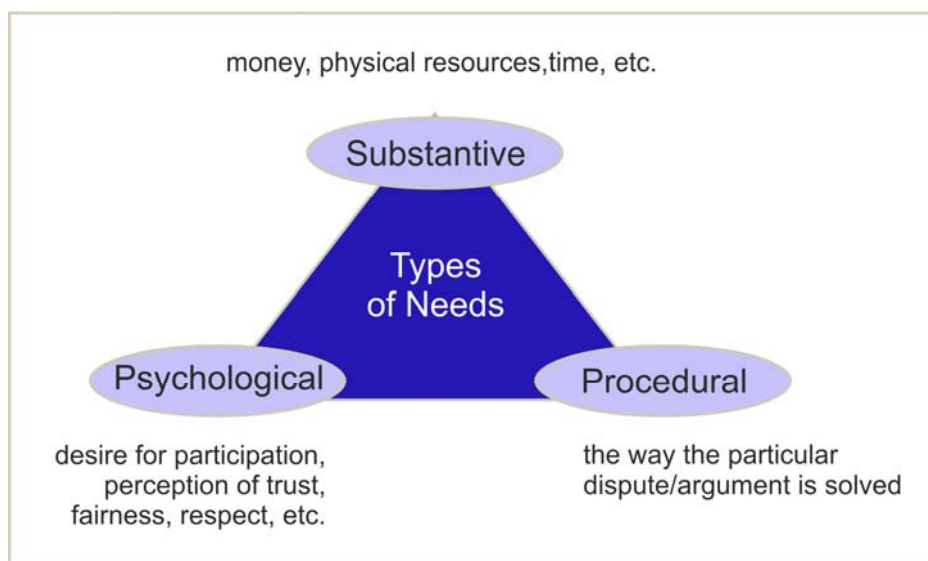 money, physical resources,time, etc.
Substantive
Types
of Needs
Psychological
Procedural
desire for participation,
perception of trust,
fairness, respect, etc.
the way the particular
dispute/argument is solved